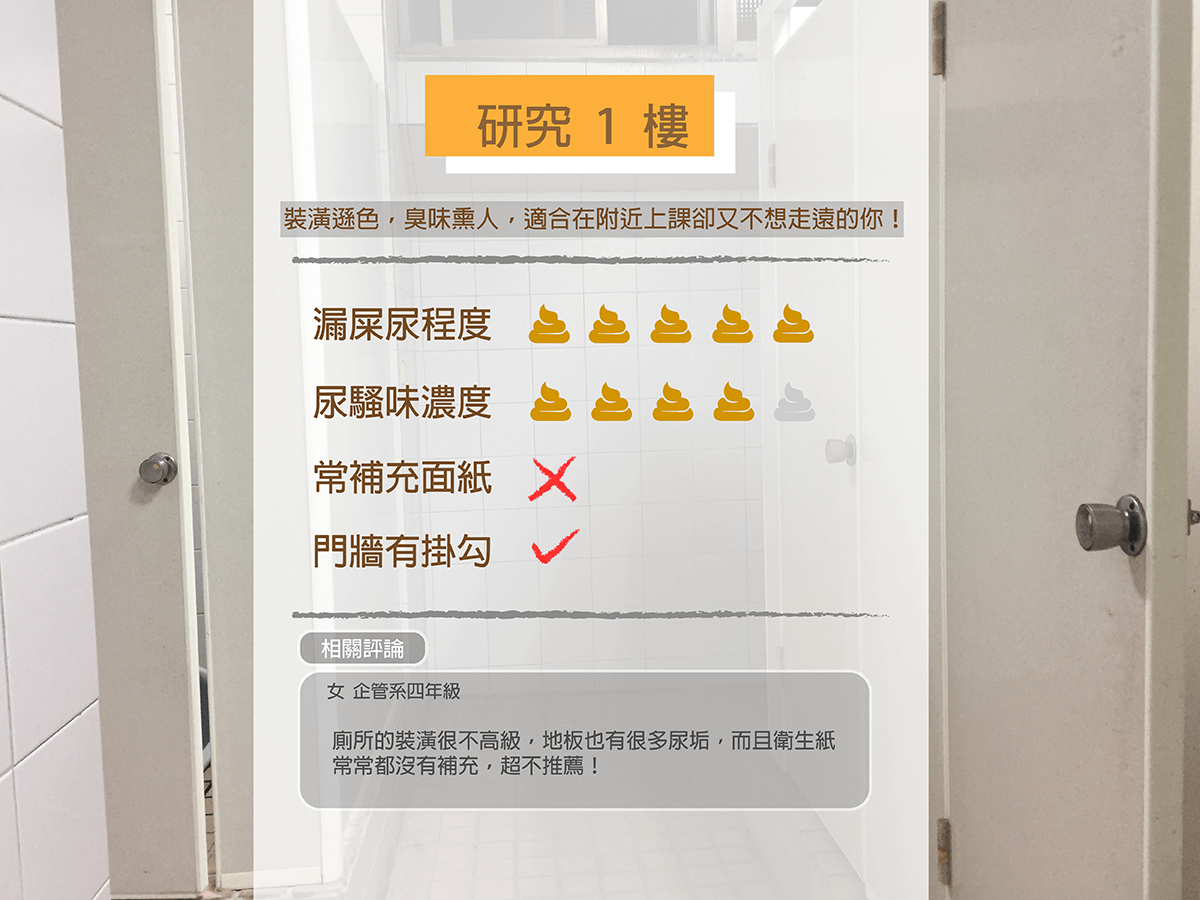 研究 1 樓
裝潢遜色，臭味熏人，適合在附近上課卻又不想走遠的你！
漏屎尿程度
尿騷味濃度
常補充面紙
門牆有掛勾
相關評論
女 企管系四年級
廁所的裝潢很不高級，地板也有很多尿垢，而且衛生紙
常常都沒有補充，超不推薦！